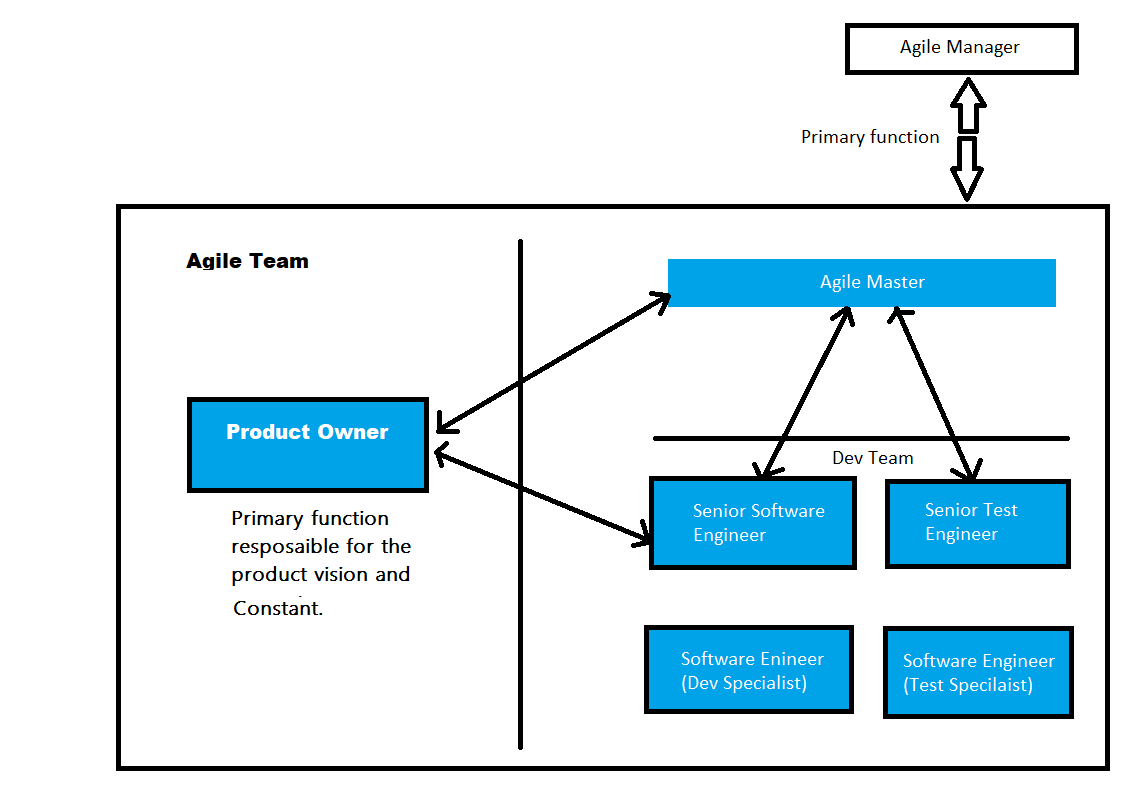 Agile Manager
Primary function
Agile Team
Agile Master
Product Owner
Primary function
resposaible for the
product vision and
Constant.
Dev Team
Senior Software
Engineer
Senior Test
Engineer
Software Enineer
(Dev Specialist)
Software Engineer
(Test Specilaist)